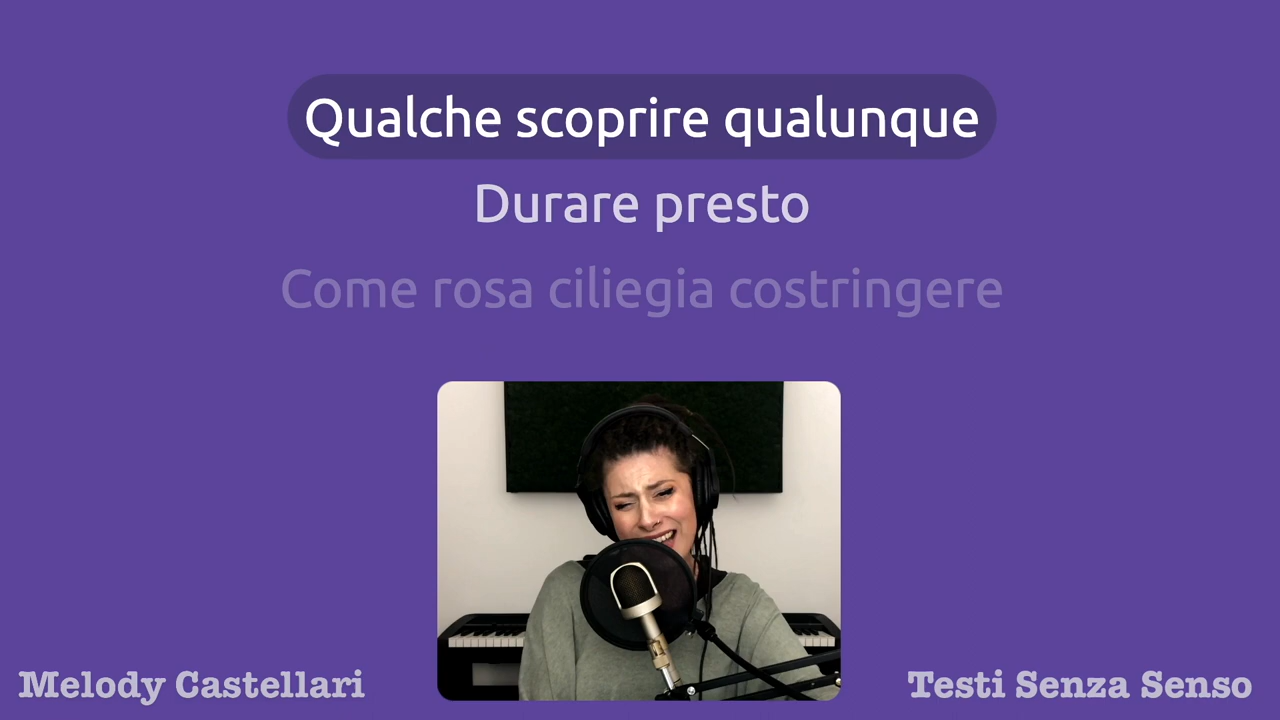 Qualche scoprire qualunque
Durare presto
Come rosa ciliegia costringere
Melody Castellari
Testi Senza Senso